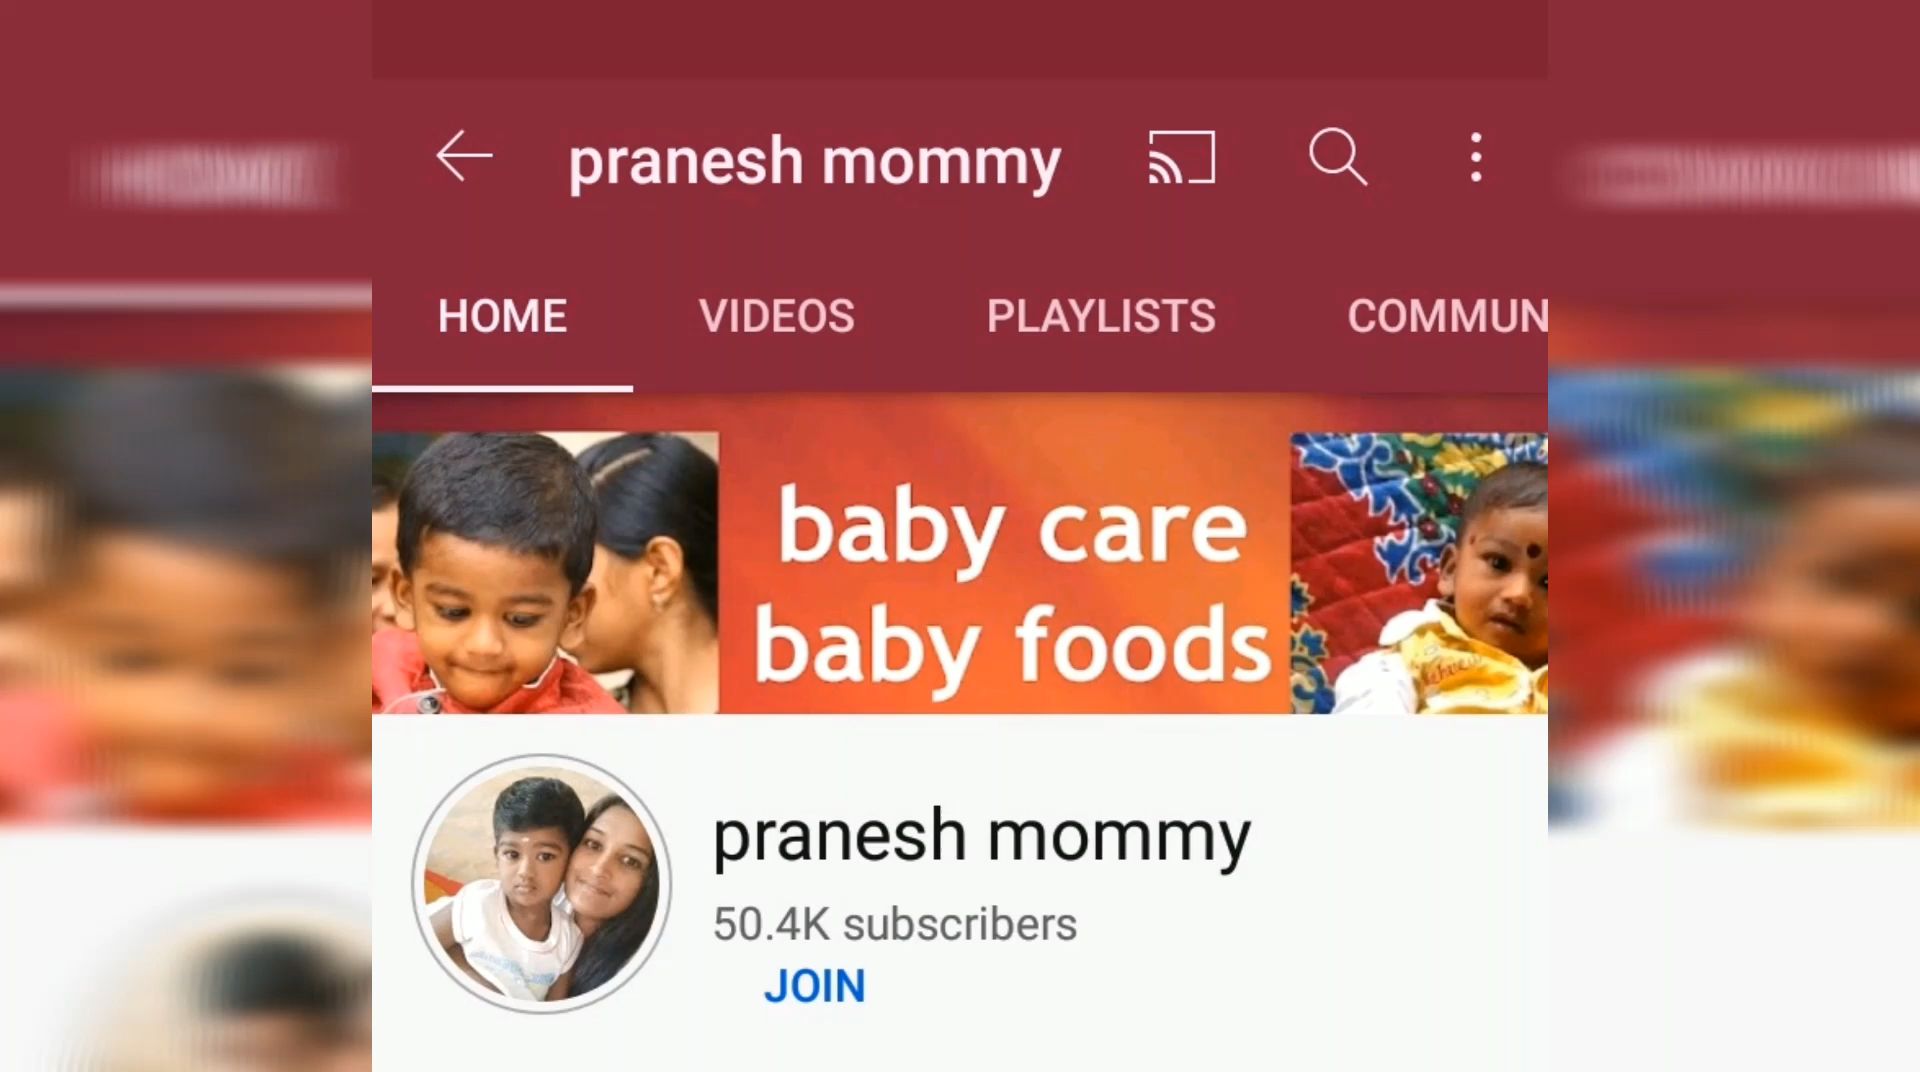 pranesh mommy
HOME VIDEOS PLAYLISTS COMMUN
baby care
baby foods
pranesh mommy
50.4K subscribers
JOIN